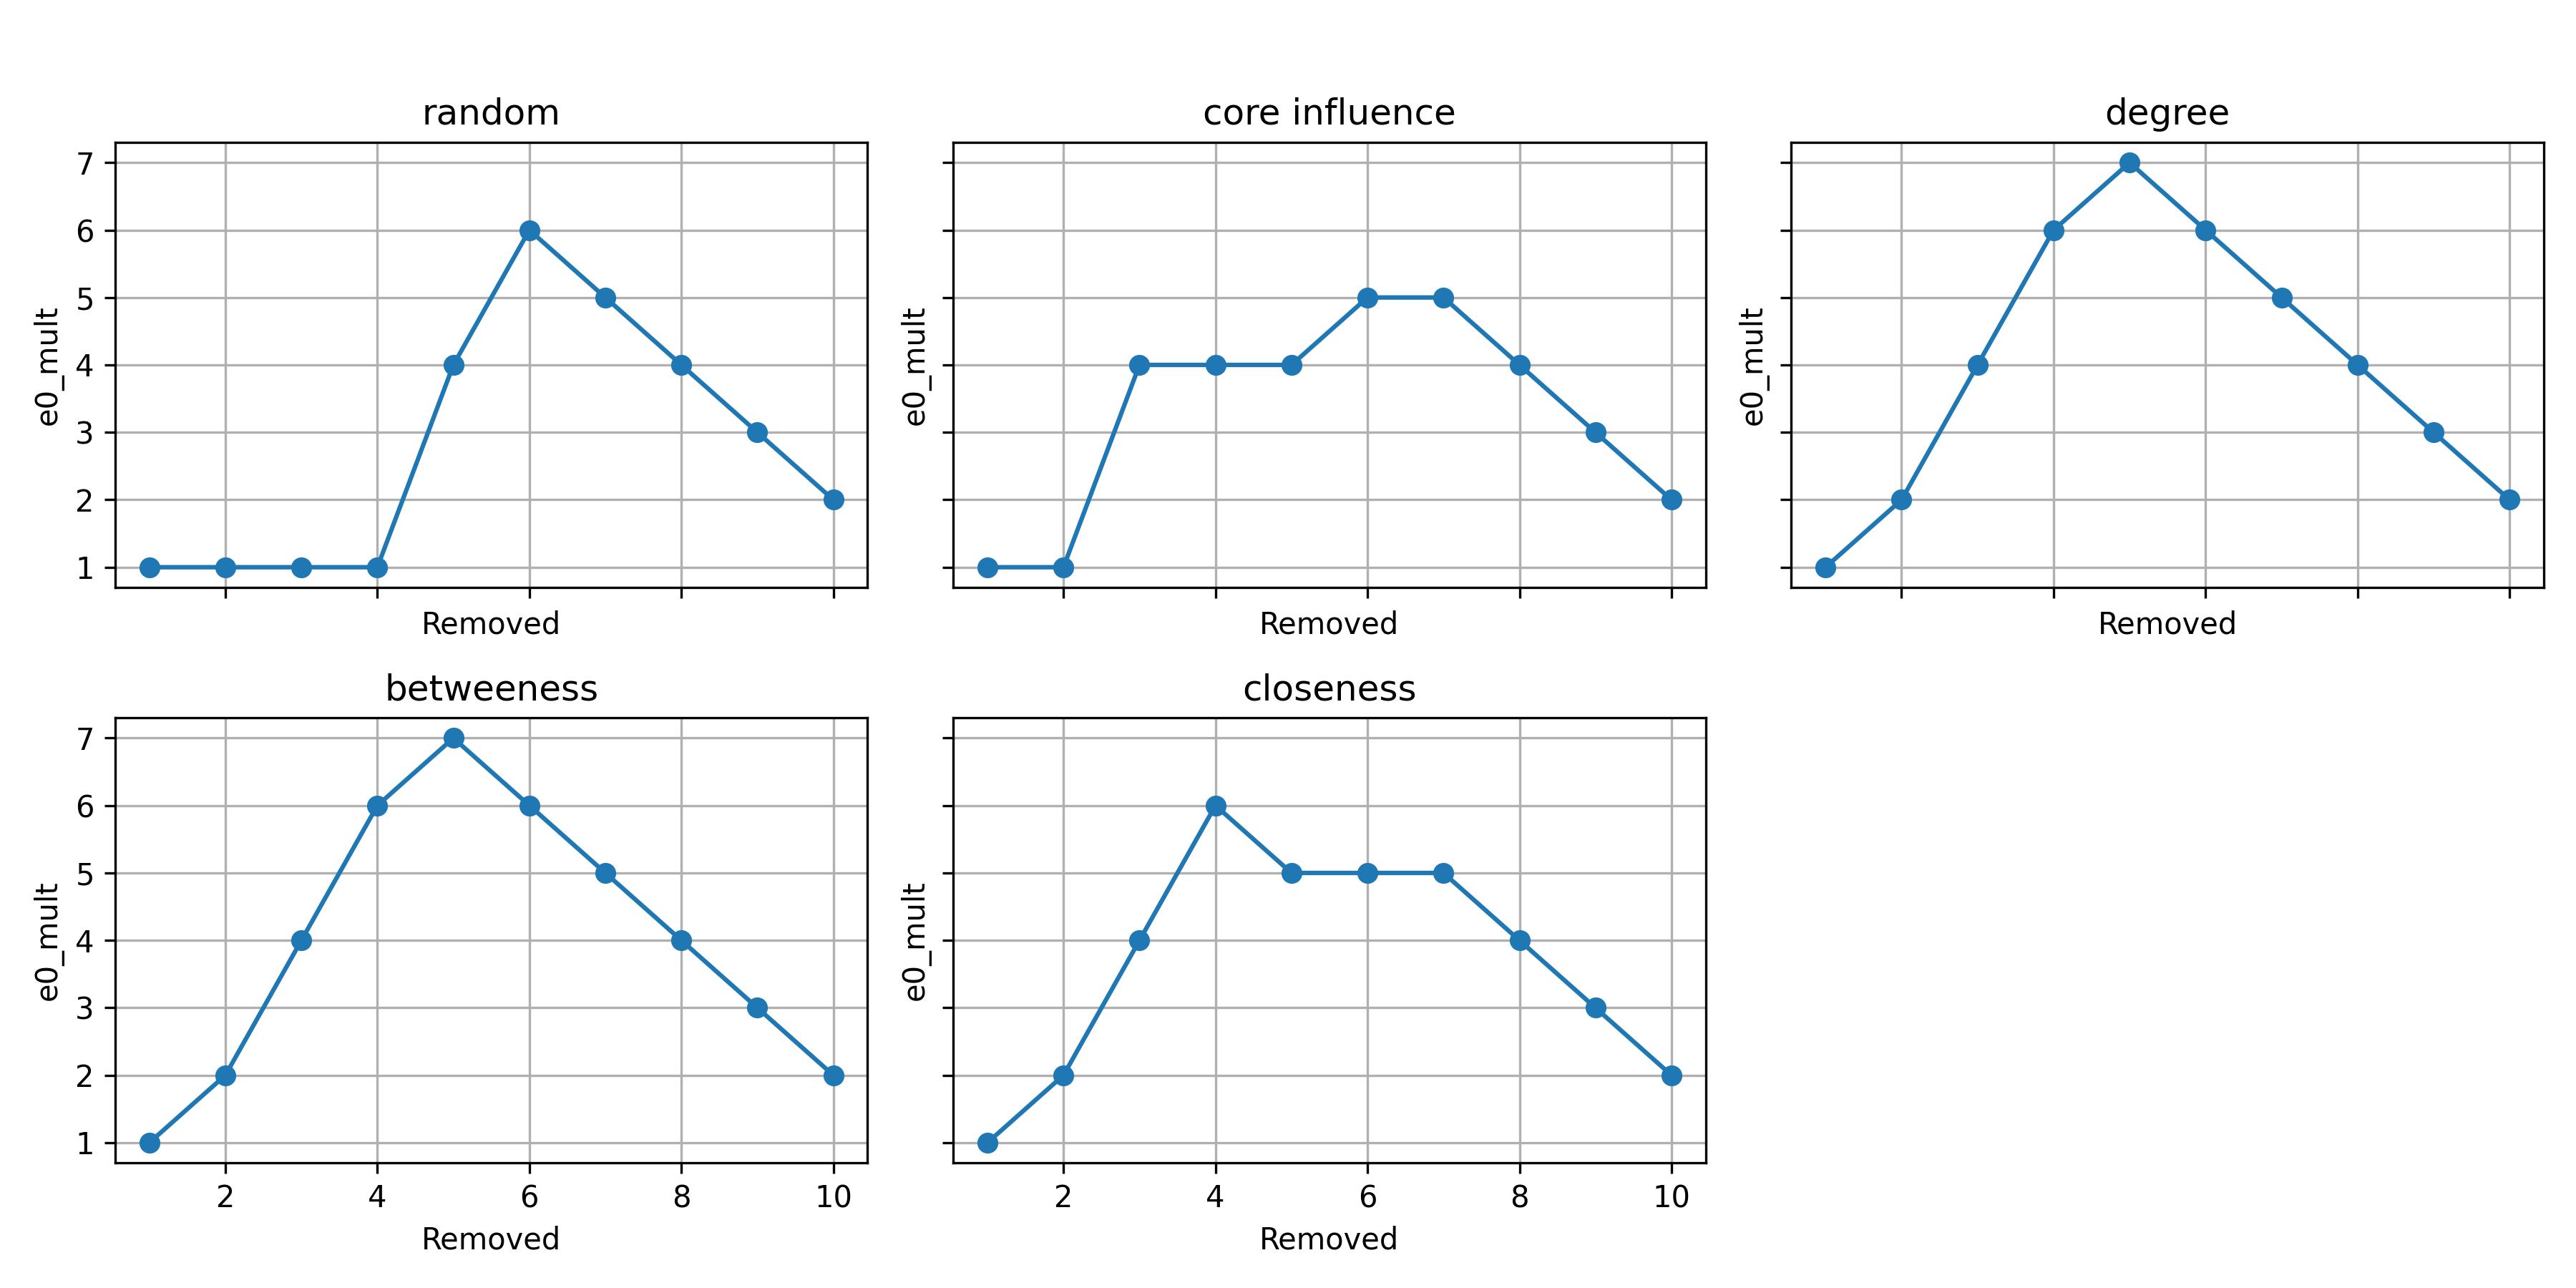 random
core influence
degree
7
6
5
4
3
2
1
e0_mult
e0_mult
e0_mult
Removed
Removed
Removed
betweeness
closeness
7
6
5
4
3
2
1
e0_mult
e0_mult
2 4 6 8 10
2 4 6 8 10
Removed
Removed